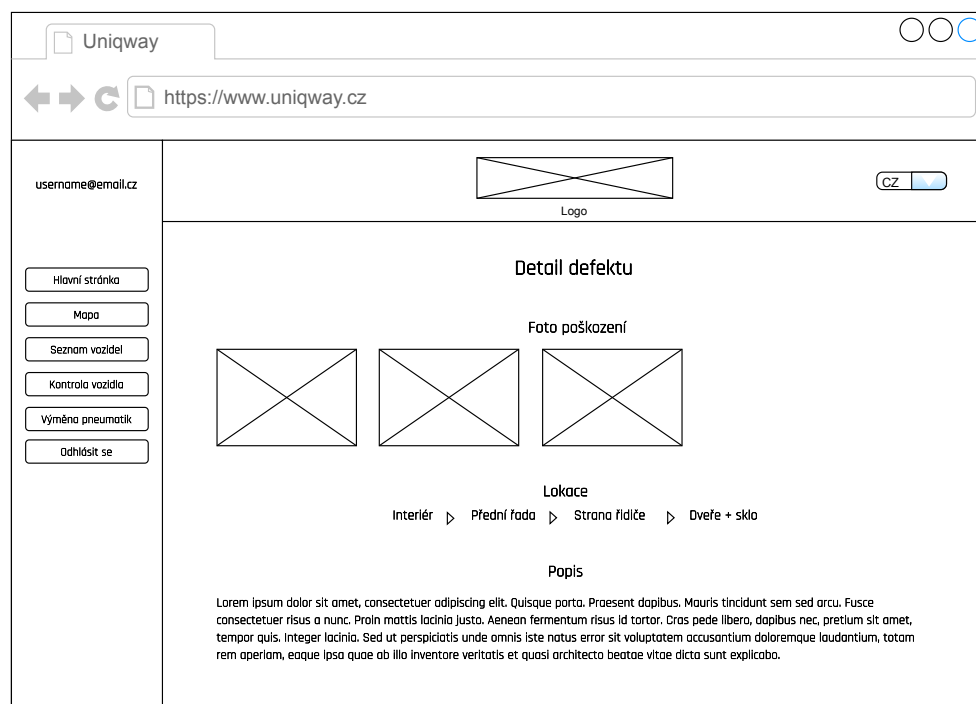 Uniqway
https://www.uniqway.cz
username@email.cz
CZ
Logo
Hlavní stránka
Mapa
Seznam vozidel
Kontrola vozidla
Výměna pneumatik
Odhlásit se
Detail defektu
Foto poškození
Lokace
Interiér Přední řada Strana řidiče Dveře + sklo
Popis
Lorem ipsum dolor sit amet, consectetuer adipiscing elit. Quisque porta. Praesent dapibus. Mauris tincidunt sem sed arcu. Fusce
consectetuer risus a nunc. Proin mattis lacinia justo. Aenean fermentum risus id tortor. Cras pede libero, dapibus nec, pretium sit amet,
tempor quis. Integer lacinia. Sed ut perspiciatis unde omnis iste natus error sit voluptatem accusantium doloremque laudantium, totam
rem aperiam, eaque ipsa quae ab illo inventore veritatis et quasi architecto beatae vitae dicta sunt explicabo.